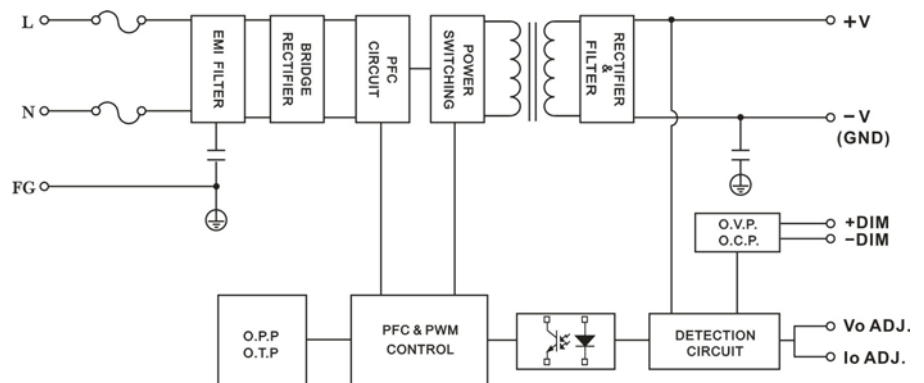 L
EMI FILTER
BRIDGE
RECTIFIER
PFC
CIRCUIT
POWER
SWITCHING
RECTIFIER
&
FILTER
+V
N
−V
(GND)
FG
O.V.P.
O.C.P.
+DIM
−DIM
O.P.P
O.T.P
PFC & PWM
CONTROL
DETECTION
CIRCUIT
Vo ADJ.
Io ADJ.